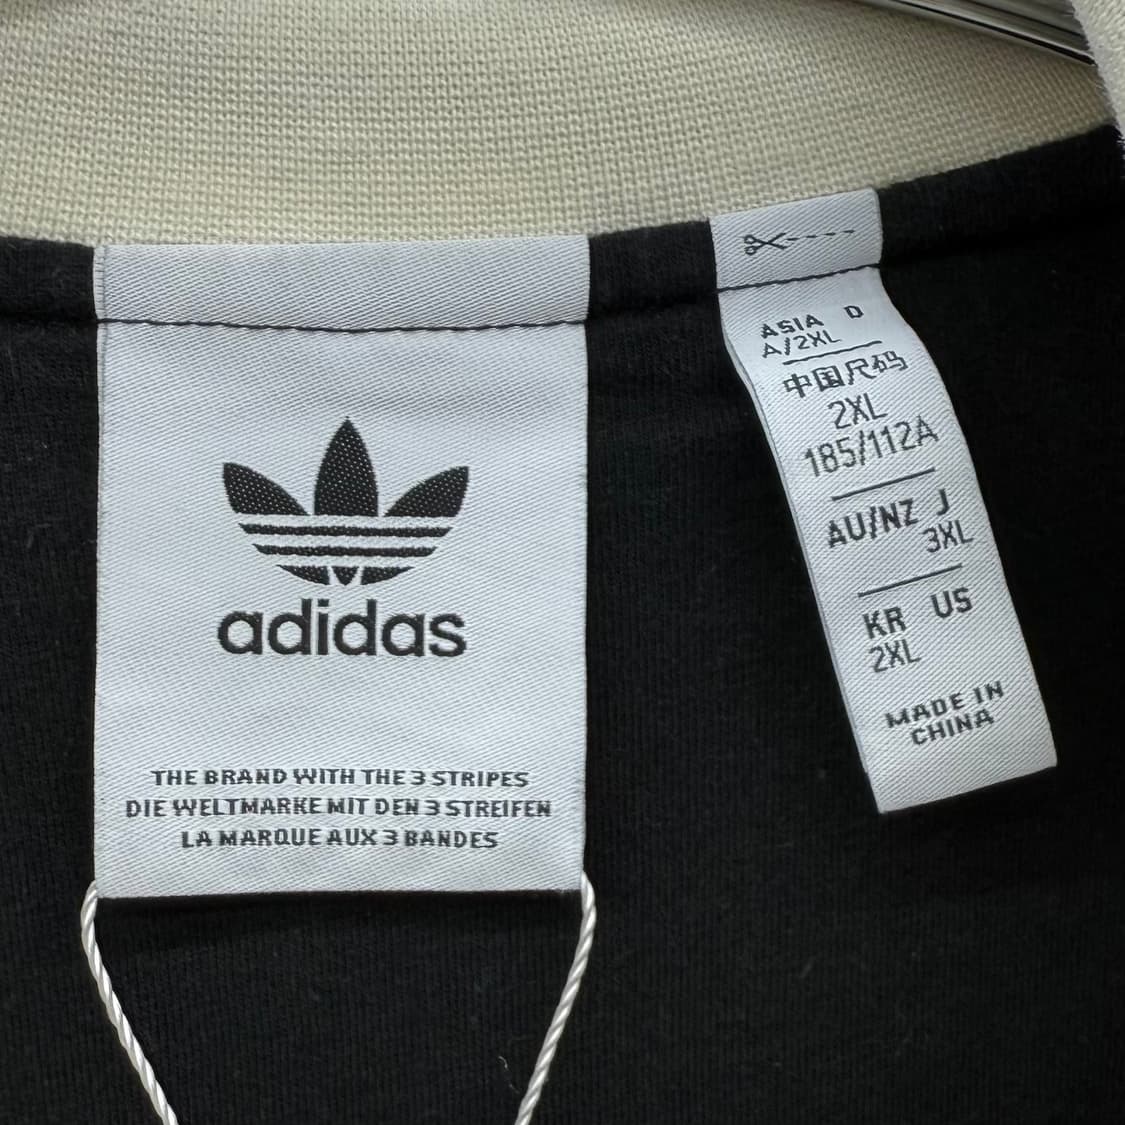 adidas
THE BRAND WITH THE 3 STRIPES
DIE WELTMARKE MIT DEN 3 STREIFEN
LA MARQUE AUX 3 BANDES
ASIA D
A/2XL
中国尺码
2XL
185/112A
AU/NZ J
3XL
KR US
2XL
MADE IN
CHINA